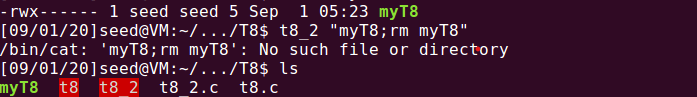 -rwx------ 1 seed seed 5 Sep  1 05:23 myT8
[09/01/20]seed@VM:~/.../T8$ t8_2 "myT8;rm myT8"
/bin/cat: 'myT8;rm myT8': No such file or directory
[09/01/20]seed@VM:~/.../T8$ ls
myT8  t8  t8_2  t8_2.c  t8.c